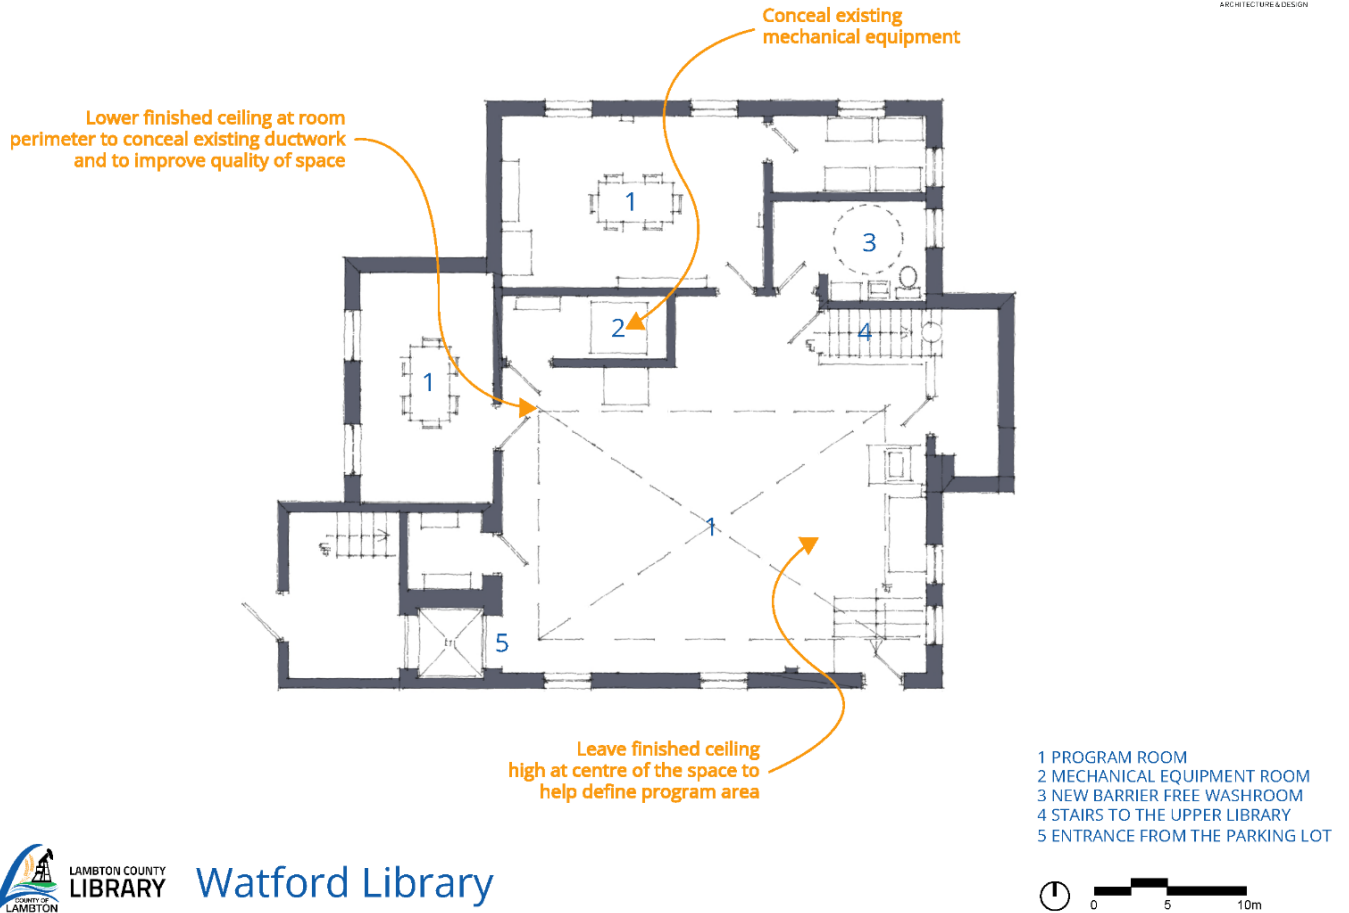 ARCHITECTURE & DESIGN
Conceal existing
mechanical equipment
Lower finished ceiling at room
perimeter to conceal existing ductwork
and to improve quality of space
1
3
2
4
1
1
5
Leave finished ceiling
high at centre of the space to
help define program area
1 PROGRAM ROOM
2 MECHANICAL EQUIPMENT ROOM
3 NEW BARRIER FREE WASHROOM
4 STAIRS TO THE UPPER LIBRARY
5 ENTRANCE FROM THE PARKING LOT
LAMBTON COUNTY
LIBRARY
COUNTY OF
LAMBTON
Watford Library
0 5 10m